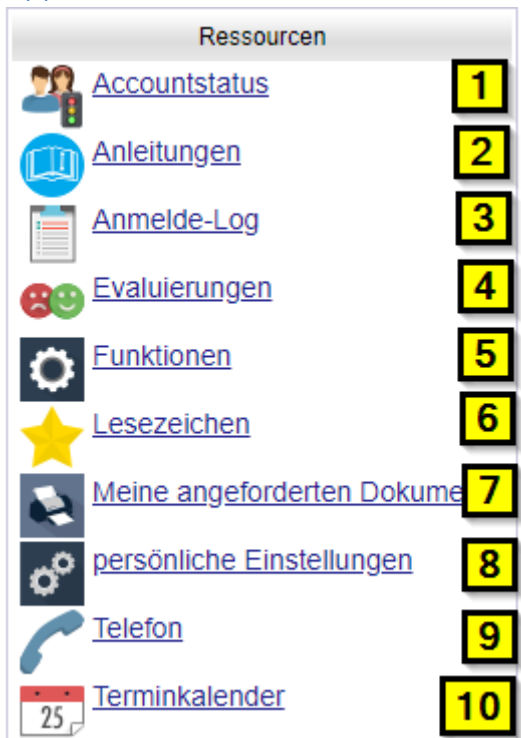 Ressourcen
Accountstatus 1
Anleitungen 2
Anmelde-Log 3
Evaluierungen 4
Funktionen 5
Lesezeichen 6
Meine angeforderten Dokume 7
persönliche Einstellungen 8
Telefon 9
25 Terminkalender 10